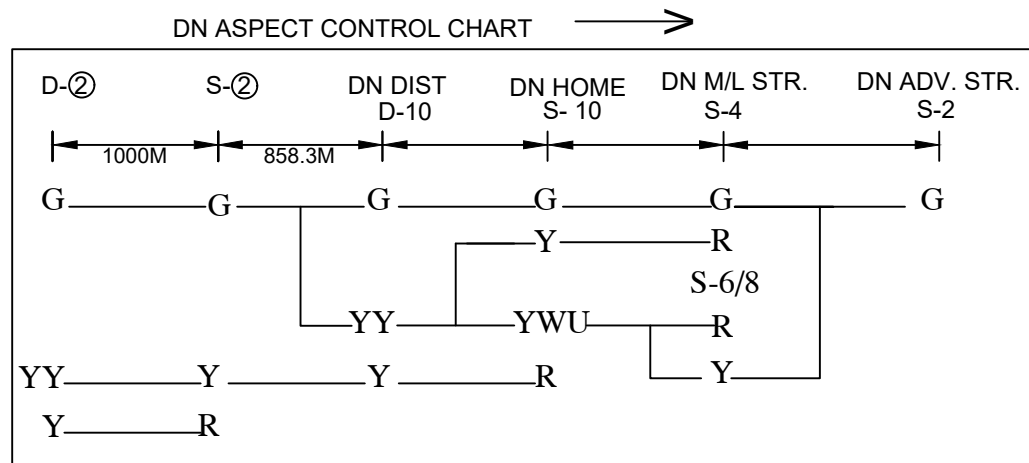 DN ASPECT CONTROL CHART
D-② S-② DN DIST D-10 DN HOME S- 10 DN M/L STR. S-4 DN ADV. STR. S-2
1000M 858.3M
G G G G G G
Y R
S-6/8
YY YWU R
Y
YY Y Y R
Y R